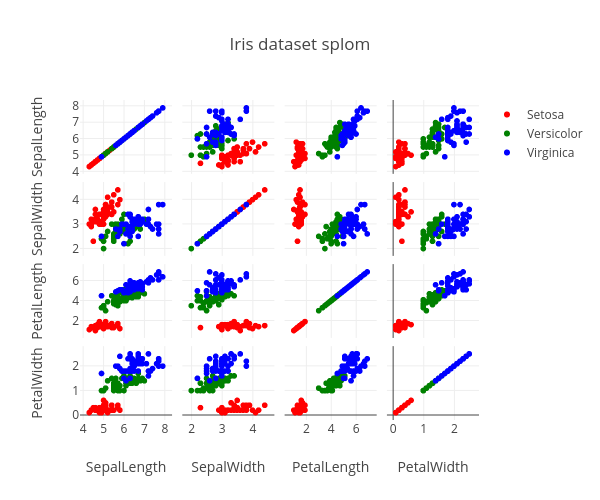 Iris dataset splom
Setosa
Versicolor
Virginica
SepalLength
8
7
6
5
4
SepalWidth
4
3
2
PetalLength
6
4
2
PetalWidth
2
1
0
4 5 6 7 8
2 3 4
2 4 6
0 1 2
SepalLength SepalWidth PetalLength PetalWidth